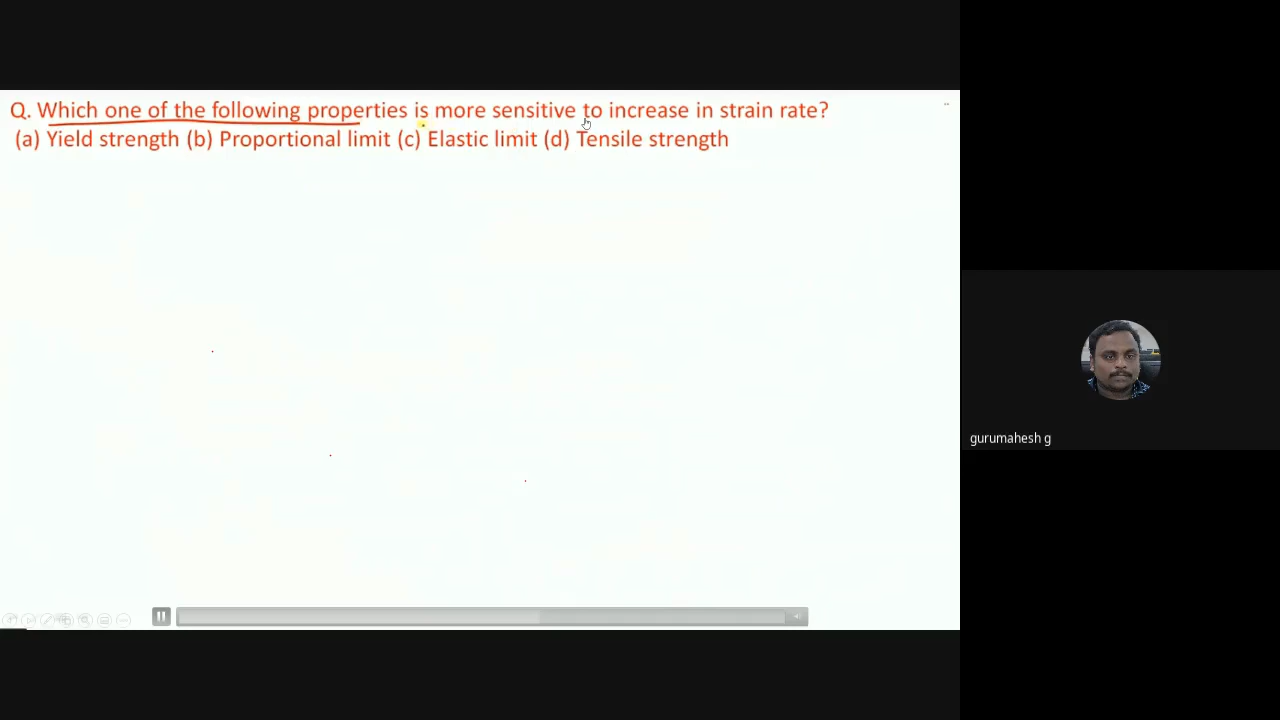 Q. Which one of the following properties is more sensitive to increase in strain rate?
(a) Yield strength (b) Proportional limit (c) Elastic limit (d) Tensile strength
gurumahesh g